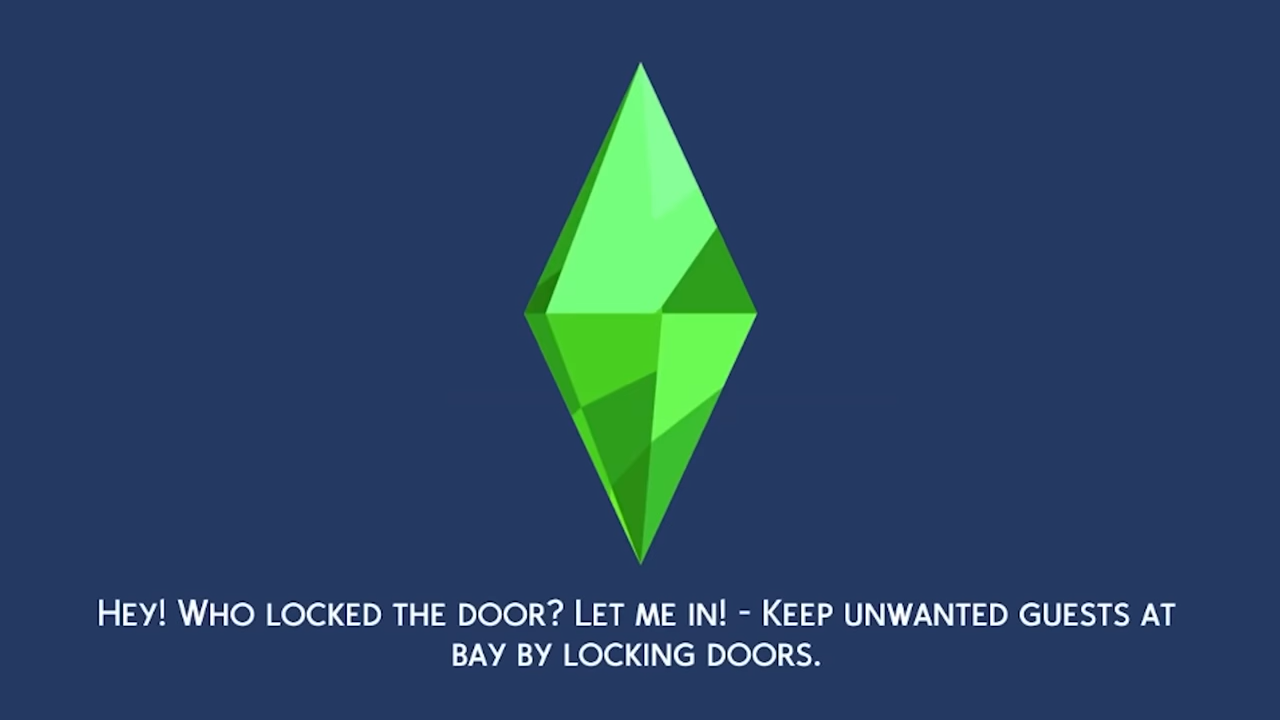 Hey! Who locked the door? Let me in! - Keep unwanted guests at
bay by locking doors.